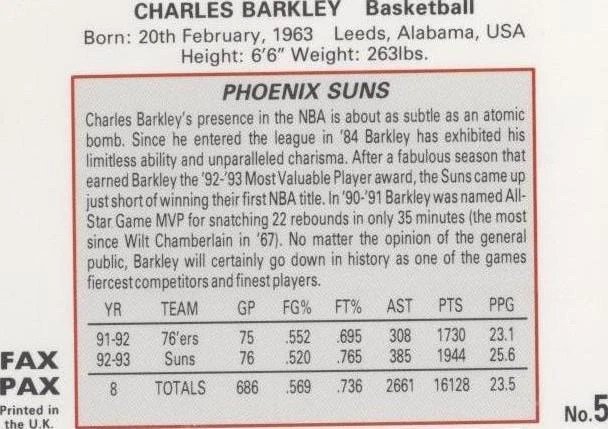 CHARLES BARKLEY Basketball
Born: 20th February, 1963 Leeds, Alabama, USA
Height: 6'6" Weight: 263lbs.
PHOENIX SUNS
Charles Barkley's presence in the NBA is about as subtle as an atomic
bomb. Since he entered the league in '84 Barkley has exhibited his
limitless ability and unparalleled charisma. After a fabulous season that
earned Barkley the '92-'93 Most Valuable Player award, the Suns came up
just short of winning their first NBA title. In '90-'91 Barkley was named All-
Star Game MVP for snatching 22 rebounds in only 35 minutes (the most
since Wilt Chamberlain in '67). No matter the opinion of the general
public, Barkley will certainly go down in history as one of the games
fiercest competitors and finest players.
YR TEAM GP FG% FT% AST PTS PPG
91-92 76'ers 75 .552 .695 308 1730 23.1
92-93 Suns 76 .520 .765 385 1944 25.6
8 TOTALS 686 .569 .736 2661 16128 23.5
FAX
PAX
Printed in
the U.K.
No.5